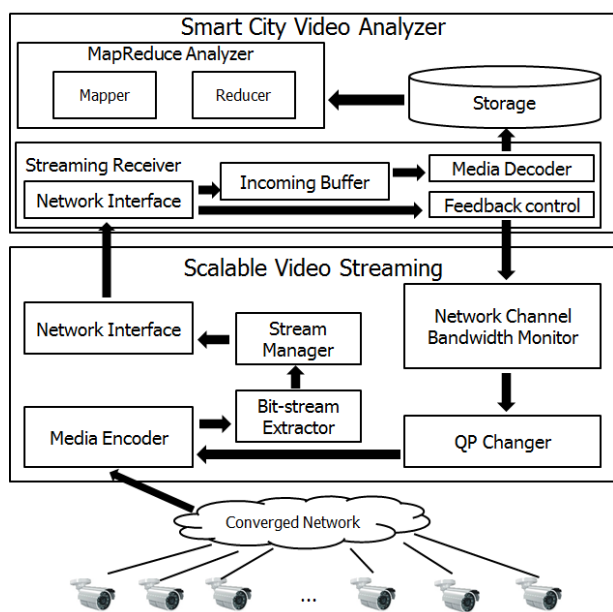 Smart City Video Analyzer
MapReduce Analyzer
Mapper
Reducer
Storage
Streaming Receiver
Network Interface
Incoming Buffer
Media Decoder
Feedback control
Scalable Video Streaming
Network Interface
Stream
Manager
Network Channel
Bandwidth Monitor
Media Encoder
Bit-stream
Extractor
QP Changer
Converged Network
...